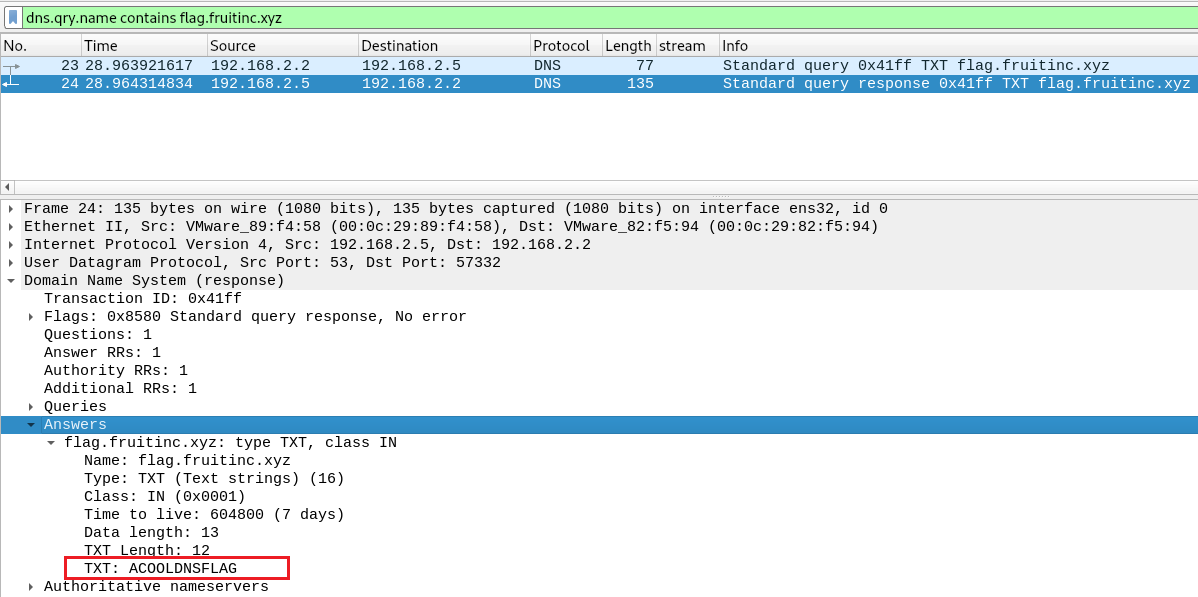 dns.qry.name contains flag.fruitinc.xyz
No. Time Source Destination Protocol Length stream Info
23 28.963921617 192.168.2.2 192.168.2.5 DNS 77 Standard query 0x41ff TXT flag.fruitinc.xyz
24 28.964314834 192.168.2.5 192.168.2.2 DNS 135 Standard query response 0x41ff TXT flag.fruitinc.xyz
Frame 24: 135 bytes on wire (1080 bits), 135 bytes captured (1080 bits) on interface ens32, id 0
Ethernet II, Src: VMware_89:f4:58 (00:0c:29:89:f4:58), Dst: VMware_82:f5:94 (00:0c:29:82:f5:94)
Internet Protocol Version 4, Src: 192.168.2.5, Dst: 192.168.2.2
User Datagram Protocol, Src Port: 53, Dst Port: 57332
Domain Name System (response)
Transaction ID: 0x41ff
Flags: 0x8580 Standard query response, No error
Questions: 1
Answer RRs: 1
Authority RRs: 1
Additional RRs: 1
Queries
Answers
flag.fruitinc.xyz: type TXT, class IN
Name: flag.fruitinc.xyz
Type: TXT (Text strings) (16)
Class: IN (0x0001)
Time to live: 604800 (7 days)
Data length: 13
TXT Length: 12
TXT: ACOOLDNSFLAG
Authoritative nameservers